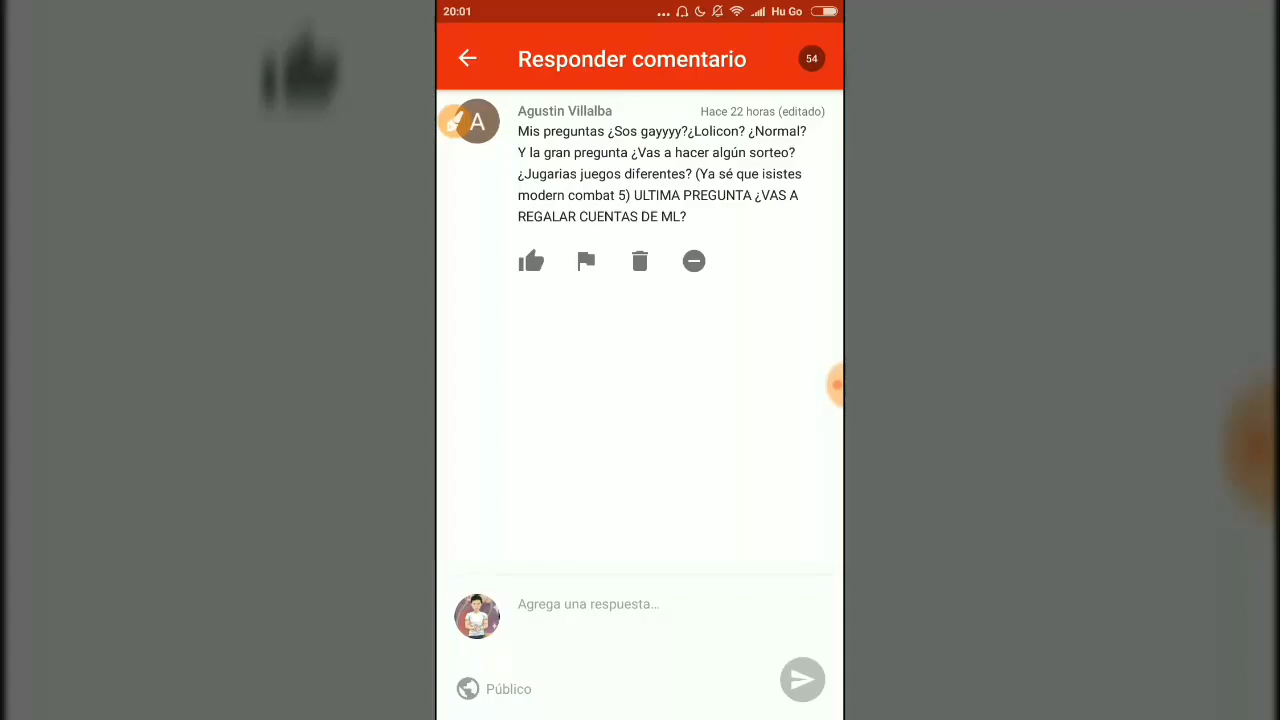 20:01
Hu Go
Responder comentario
54
A
Agustin Villalba
Hace 22 horas (editado)
Mis preguntas ¿Sos gayyyy?¿Lolicon? ¿Normal?
Y la gran pregunta ¿Vas a hacer algún sorteo?
¿Jugarias juegos diferentes? (Ya sé que isistes
modern combat 5) ULTIMA PREGUNTA ¿VAS A
REGALAR CUENTAS DE ML?
Agrega una respuesta...
Público